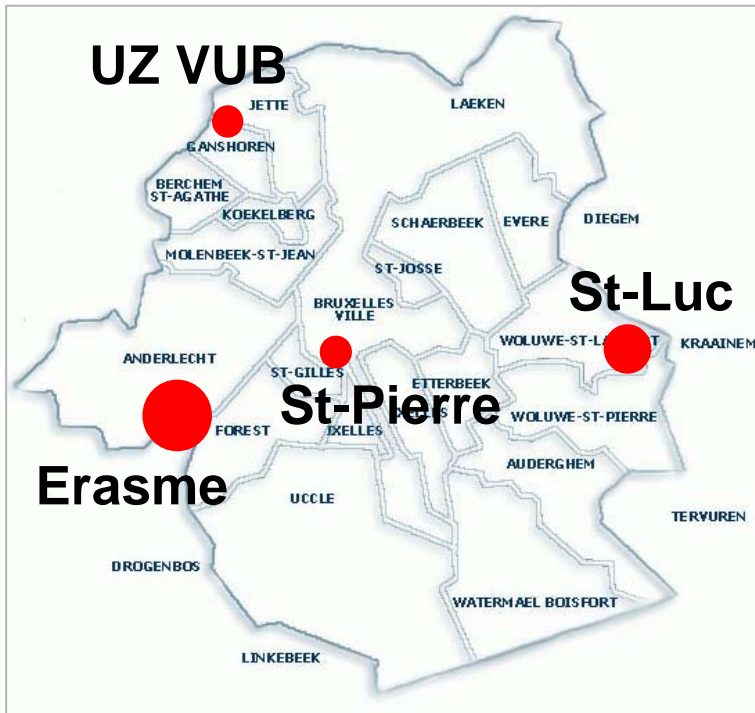 UZ VUB
JETTE
LAEKEN
GANSHOREN
BERCHEM
ST-AGATHE
KOEKELBERG
SCHAERBEEK
EVERE
DIEGEM
MOLENBEEK-ST-JEAN
ST-JOSSE
St-Luc
BRUXELLES
VILLE
WOLUWE-ST-L
T
KRAAINEM
ANDERLECHT
ST-GILLES
ETTERBEEK
St-Pierre
WOLUWE-ST-PIERRE
FOREST
IXELLES
Erasme
AUDERGHEM
UCCLE
TERVUREN
DROGENBOS
WATERMAEL BOISFORT
LINKEBEEK